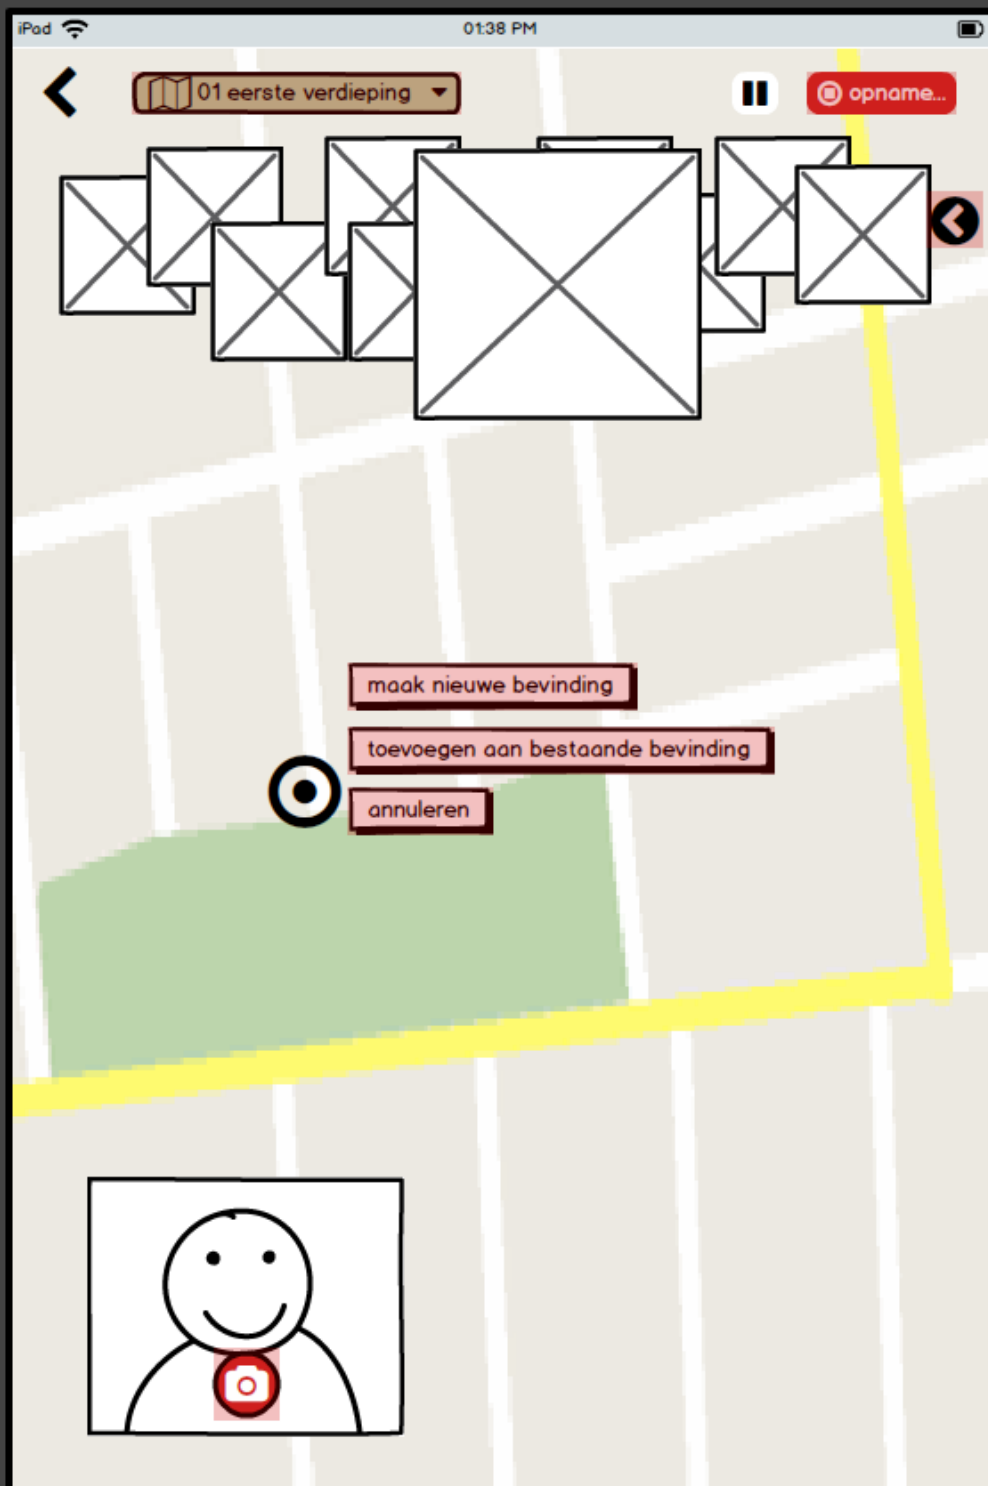 iPad
01:38 PM
01 eerste verdieping
opname...
maak nieuwe bevinding
toevoegen aan bestaande bevinding
annuleren